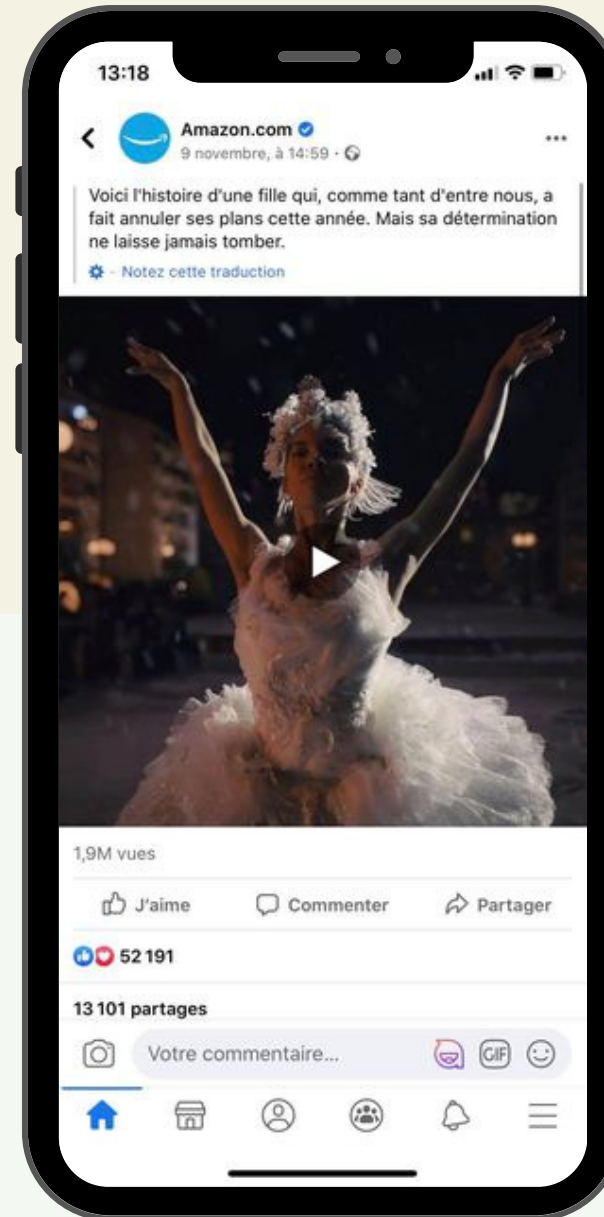 13:18
Amazon.com
9 novembre, à 14:59 ·
Voici l'histoire d'une fille qui, comme tant d'entre nous, a
fait annuler ses plans cette année. Mais sa détermination
ne laisse jamais tomber.
· Notez cette traduction
1,9M vues
J'aime
Commenter
Partager
52 191
13 101 partages
Votre commentaire...
GIF